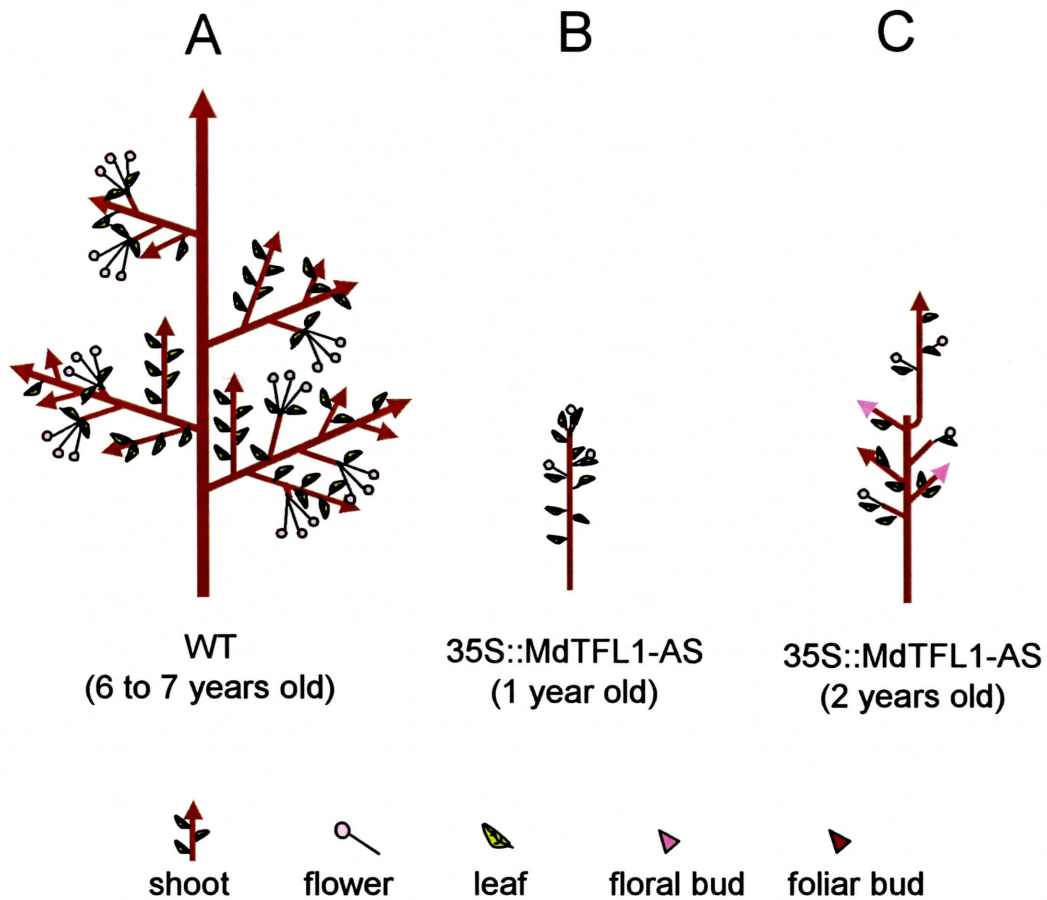 A B C
WT
(6 to 7 years old)
35S::MdTFL1-AS
(1 year old)
35S::MdTFL1-AS
(2 years old)
shoot flower leaf floral bud foliar bud